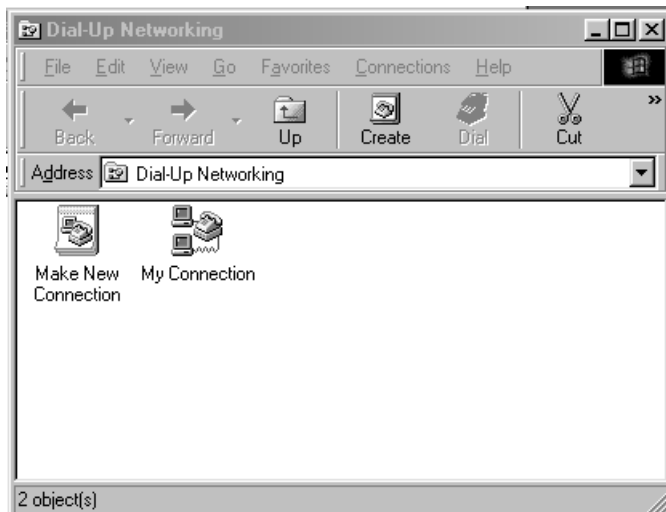 Dial-Up Networking
File Edit View Go Favorites Connections Help
Back Forward Up Create Dial Cut »
Address Dial-Up Networking
Make New Connection
My Connection
2 object(s)